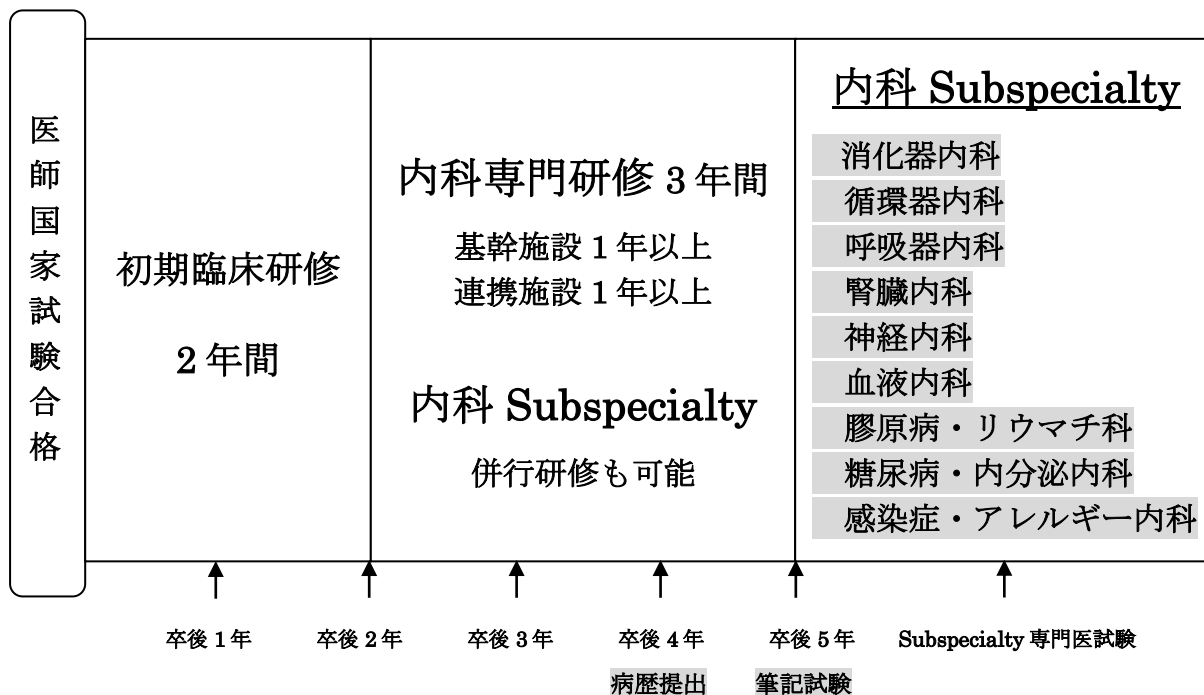 医師国家試験合格
初期臨床研修
2年間
内科専門研修 3年間
基幹施設 1年以上
連携施設 1年以上
内科 Subspecialty
併行研修も可能
内科 Subspecialty
消化器内科
循環器内科
呼吸器内科
腎臓内科
神経内科
血液内科
膠原病・リウマチ科
糖尿病・内分泌内科
感染症・アレルギー内科
卒後1年
卒後2年
卒後3年
卒後4年
卒後5年
Subspecialty 専門医試験
病歴提出
筆記試験